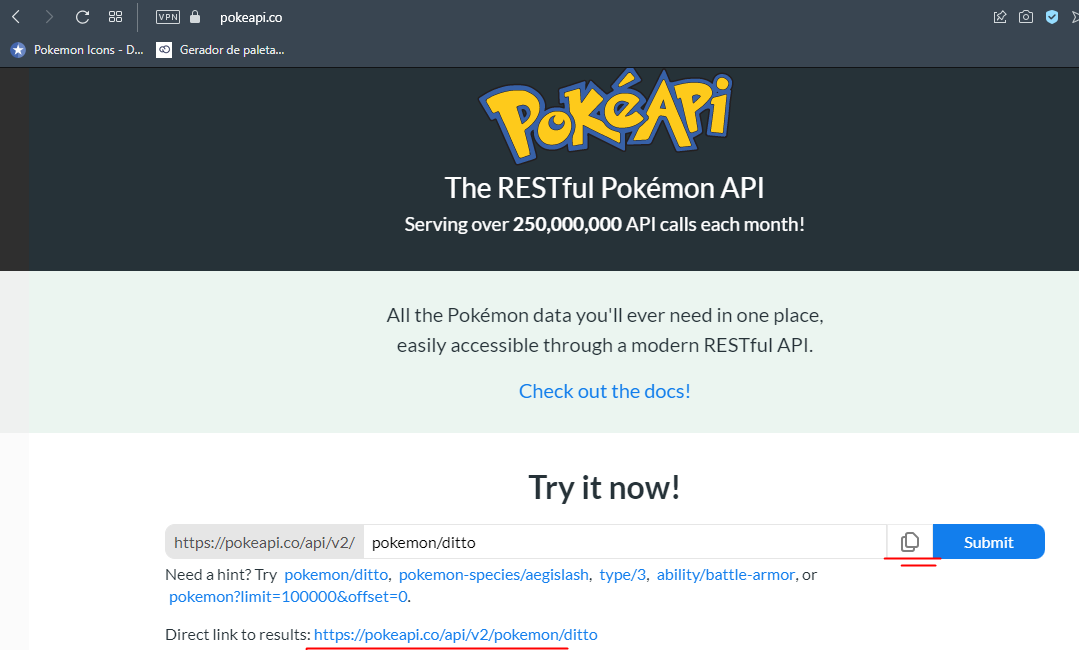 VPN pokeapi.co
Pokemon Icons - D... Gerador de paleta...
PokéAPi
The RESTful Pokémon API
Serving over 250,000,000 API calls each month!
All the Pokémon data you'll ever need in one place,
easily accessible through a modern RESTful API.
Check out the docs!
Try it now!
https://pokeapi.co/api/v2/ pokemon/ditto Submit
Need a hint? Try pokemon/ditto, pokemon-species/aegislash, type/3, ability/battle-armor, or
pokemon?limit=100000&offset=0.
Direct link to results: https://pokeapi.co/api/v2/pokemon/ditto